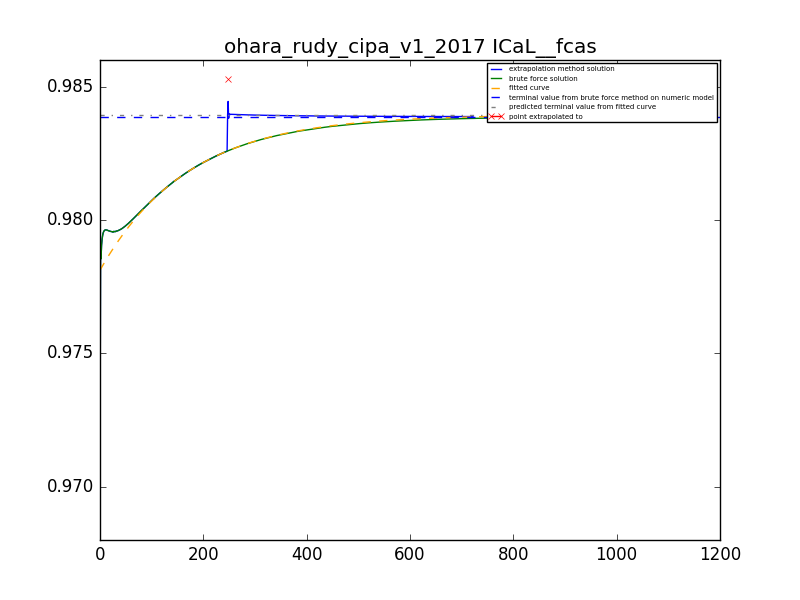 ohara_rudy_cipa_v1_2017 ICaL__fcas
0.985
0.980
0.975
0.970
extrapolation method solution
brute force solution
fitted curve
terminal value from brute force method on numeric model
predicted terminal value from fitted curve
point extrapolated to
0 200 400 600 800 1000 1200